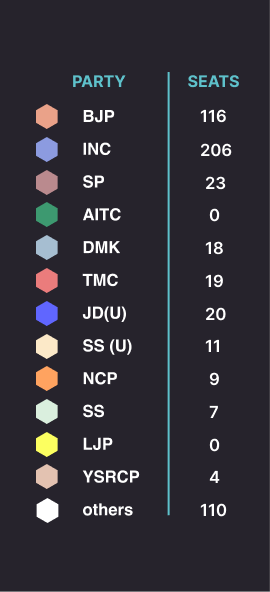 PARTY SEATS
BJP 116
INC 206
SP 23
AITC 0
DMK 18
TMC 19
JD(U) 20
SS (U) 11
NCP 9
SS 7
LJP 0
YSRCP 4
others 110